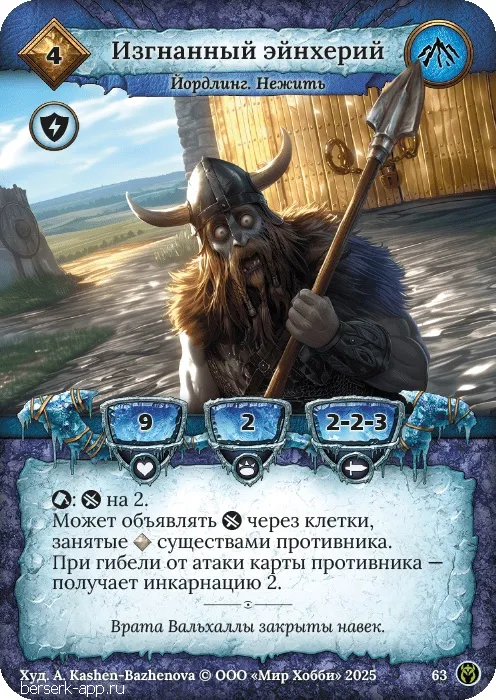 4
Изгнанный эйнхерий
Йордлинг. Нежить
9
2
2-2-3
: на 2.
Может объявлять через клетки,
занятые существами противника.
При гибели от атаки карты противника —
получает инкарнацию 2.
Врата Вальхаллы закрыты навек.
Худ. A. Kashen-Bazhenova © ООО «Мир Хобби» 2025
63
berserk-app.ru